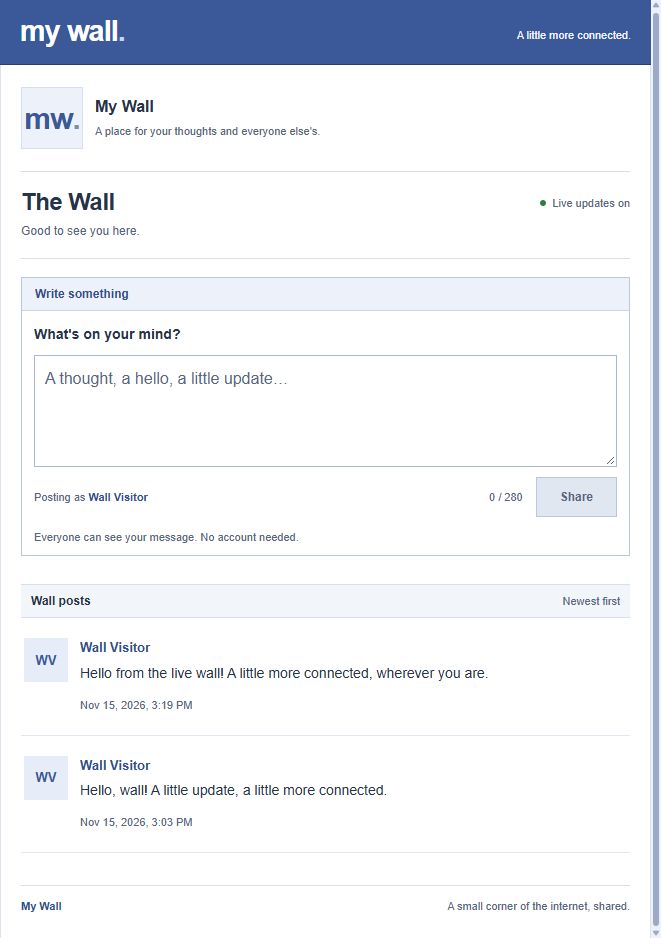 my wall.
A little more connected.
mw.
My Wall
A place for your thoughts and everyone else's.
The Wall
Live updates on
Good to see you here.
Write something
What's on your mind?
A thought, a hello, a little update…
Posting as Wall Visitor
0 / 280
Share
Everyone can see your message. No account needed.
Wall posts
Newest first
WV
Wall Visitor
Hello from the live wall! A little more connected, wherever you are.
Nov 15, 2026, 3:19 PM
WV
Wall Visitor
Hello, wall! A little update, a little more connected.
Nov 15, 2026, 3:03 PM
My Wall
A small corner of the internet, shared.